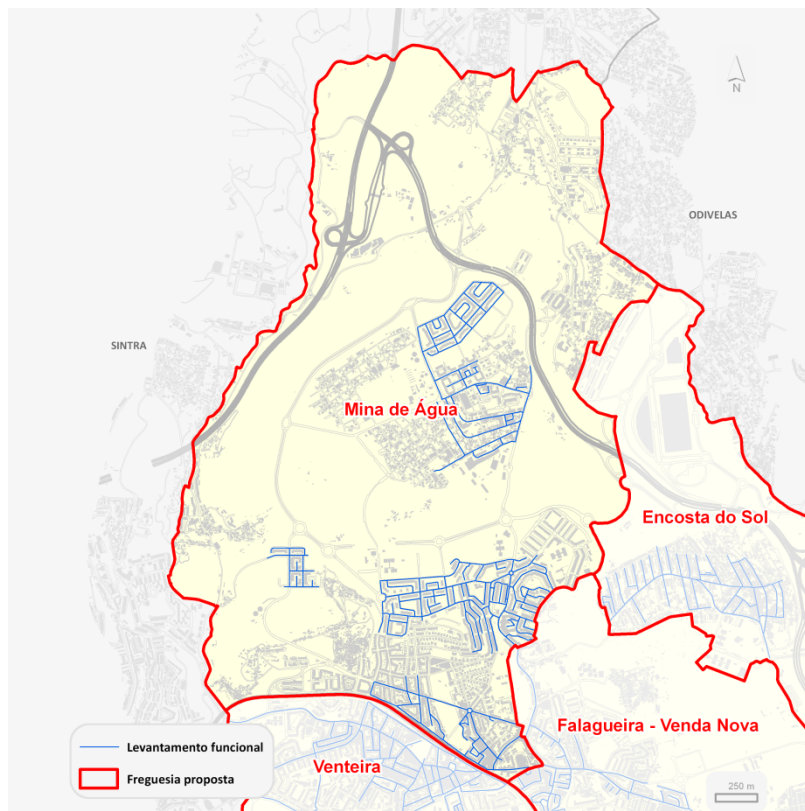 N
ODIVELAS
SINTRA
Mina de Água
Encosta do Sol
Falagueira - Venda Nova
Venteira
Levantamento funcional
Freguesia proposta
250 m